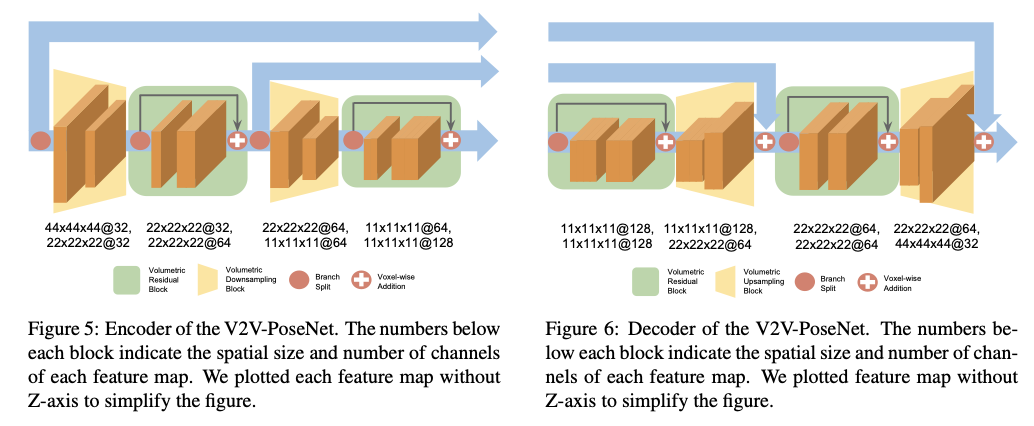 44x44x44@32,
22x22x22@32
22x22x22@32,
22x22x22@64
22x22x22@64,
11x11x11@64
11x11x11@64,
11x11x11@128
Volumetric
Residual
Block
Volumetric
Downsampling
Block
Branch
Split
Voxel-wise
Addition
Figure 5: Encoder of the V2V-PoseNet. The numbers below
each block indicate the spatial size and number of channels
of each feature map. We plotted each feature map without
Z-axis to simplify the figure.
11x11x11@128,
11x11x11@128
11x11x11@128,
22x22x22@64
22x22x22@64,
22x22x22@64
22x22x22@64,
44x44x44@32
Volumetric
Residual
Block
Volumetric
Upsampling
Block
Branch
Split
Voxel-wise
Addition
Figure 6: Decoder of the V2V-PoseNet. The numbers be-
low each block indicate the spatial size and number of chan-
nels of each feature map. We plotted feature map without
Z-axis to simplify the figure.